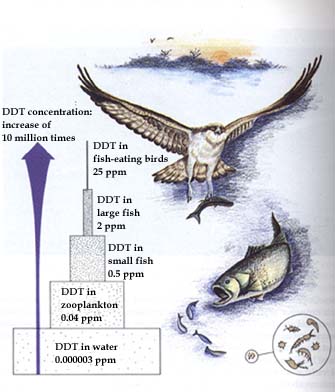 DDT concentration:
increase of
10 million times
DDT in
fish-eating birds
25 ppm
DDT in
large fish
2 ppm
DDT in
small fish
0.5 ppm
DDT in
zooplankton
0.04 ppm
DDT in water
0.000003 ppm